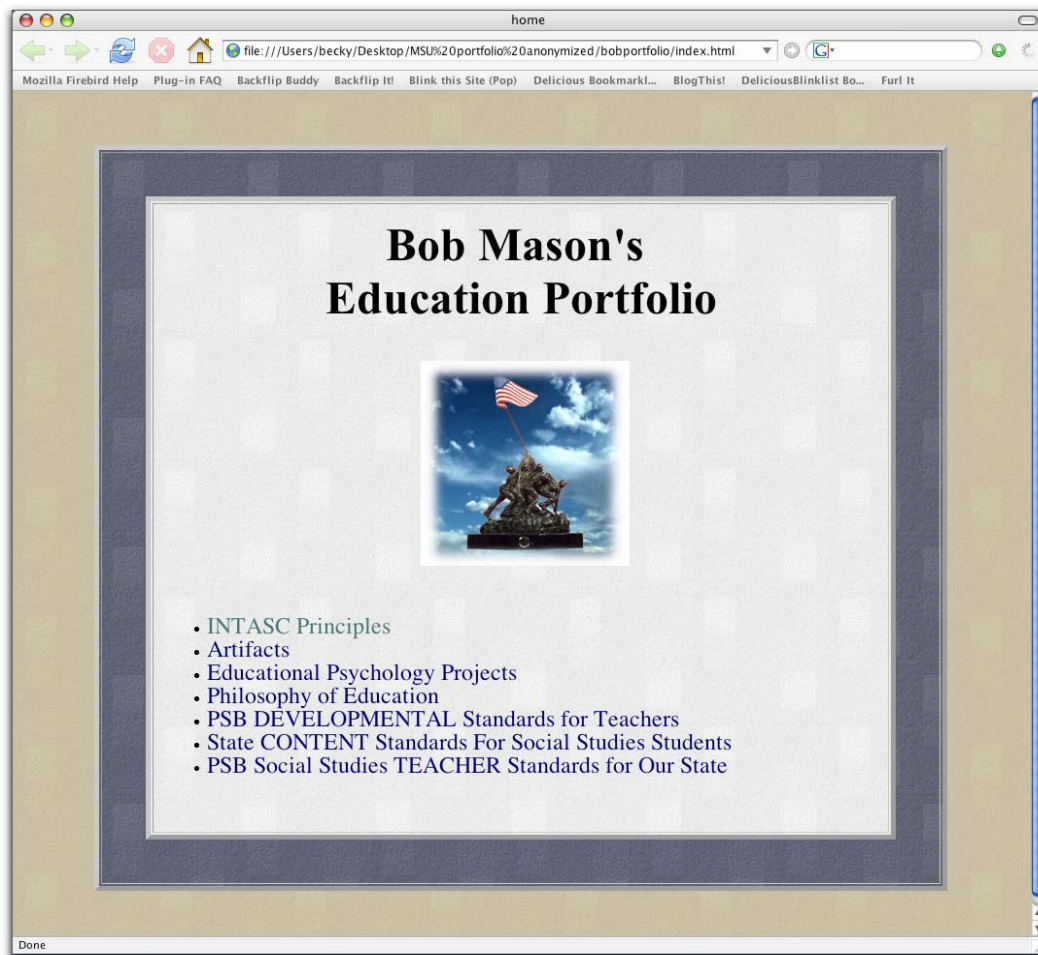 home
file:///Users/becky/Desktop/MSU%20portfolio%20anonymized/bobportfolio/index.html
G
Mozilla Firebird Help Plug-in FAQ Backflip Buddy Backflip It! Blink this Site (Pop) Delicious Bookmarkl... BlogThis! DeliciousBlinklist Bo... Furl It
Bob Mason's
Education Portfolio
• INTASC Principles
• Artifacts
• Educational Psychology Projects
• Philosophy of Education
• PSB DEVELOPMENTAL Standards for Teachers
• State CONTENT Standards For Social Studies Students
• PSB Social Studies TEACHER Standards for Our State
Done